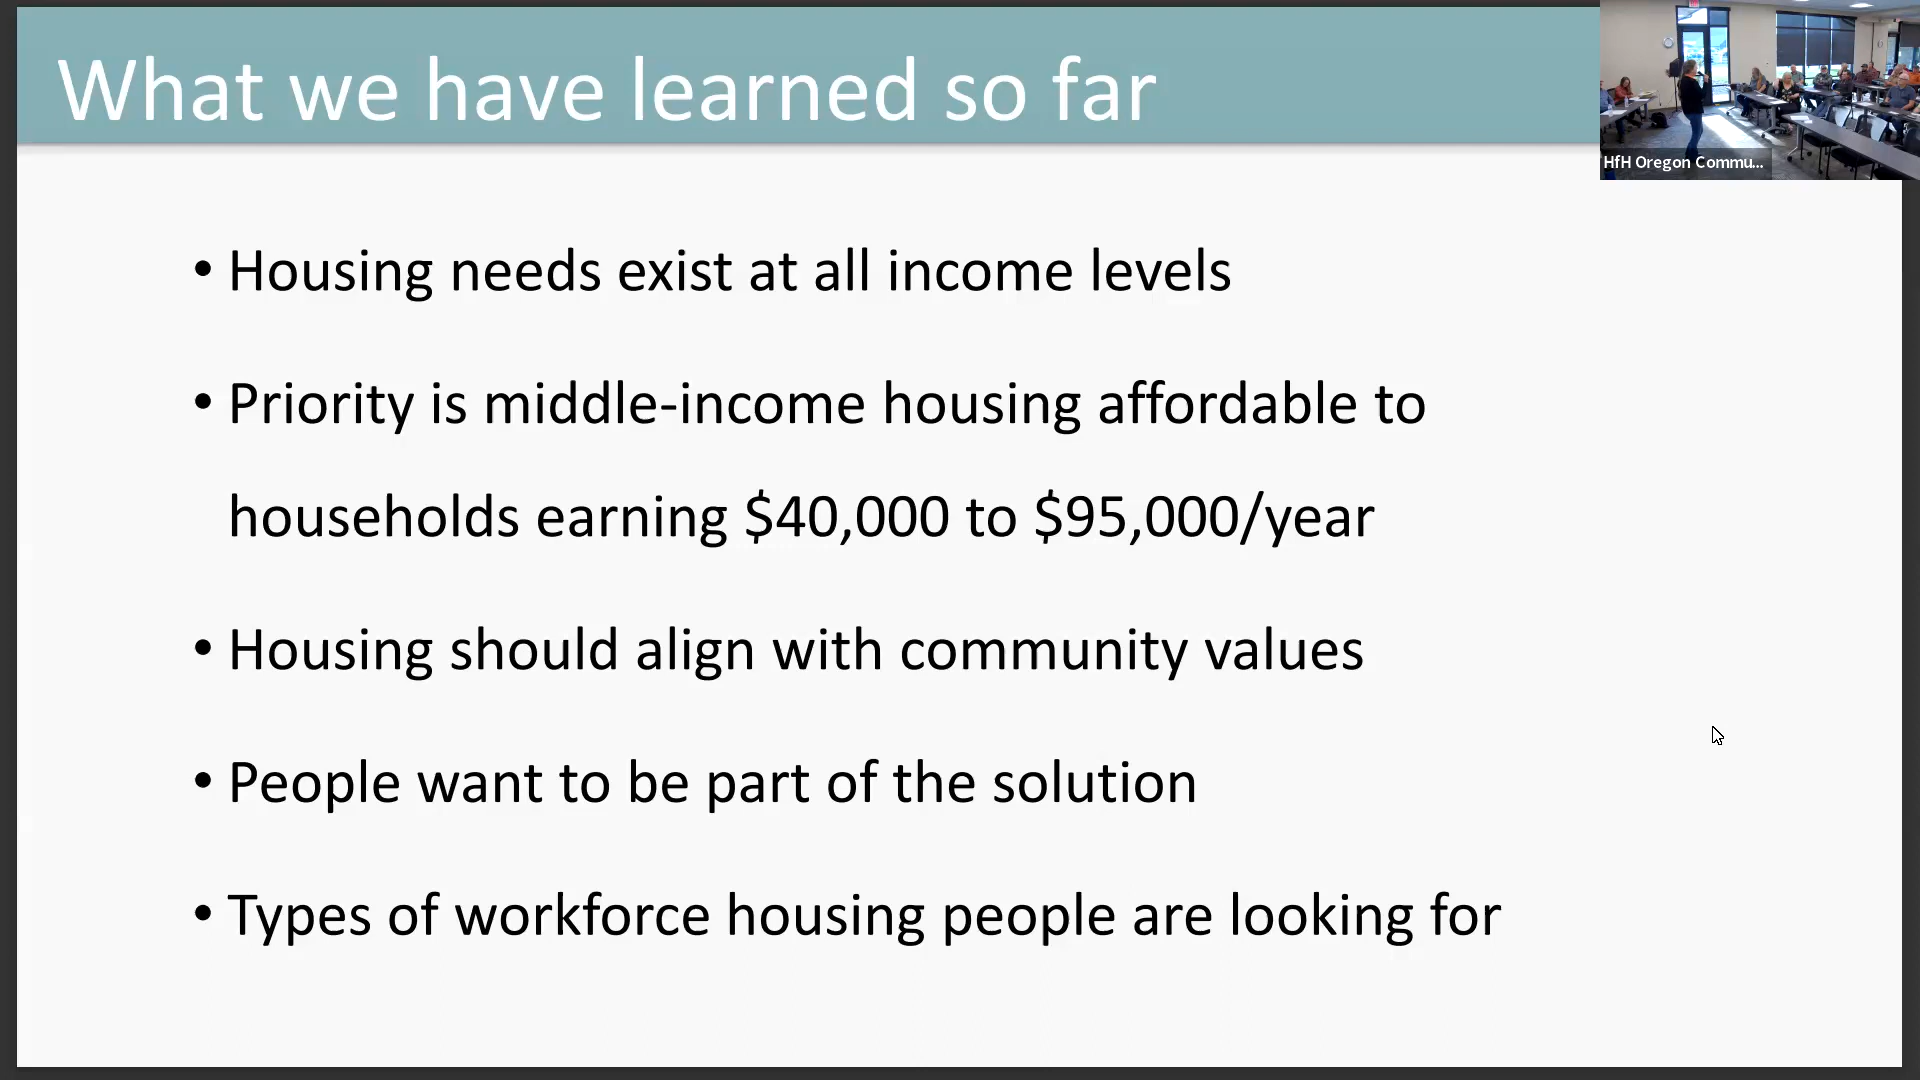 What we have learned so far
HfH Oregon Commu...
• Housing needs exist at all income levels
• Priority is middle-income housing affordable to
households earning $40,000 to $95,000/year
• Housing should align with community values
• People want to be part of the solution
• Types of workforce housing people are looking for